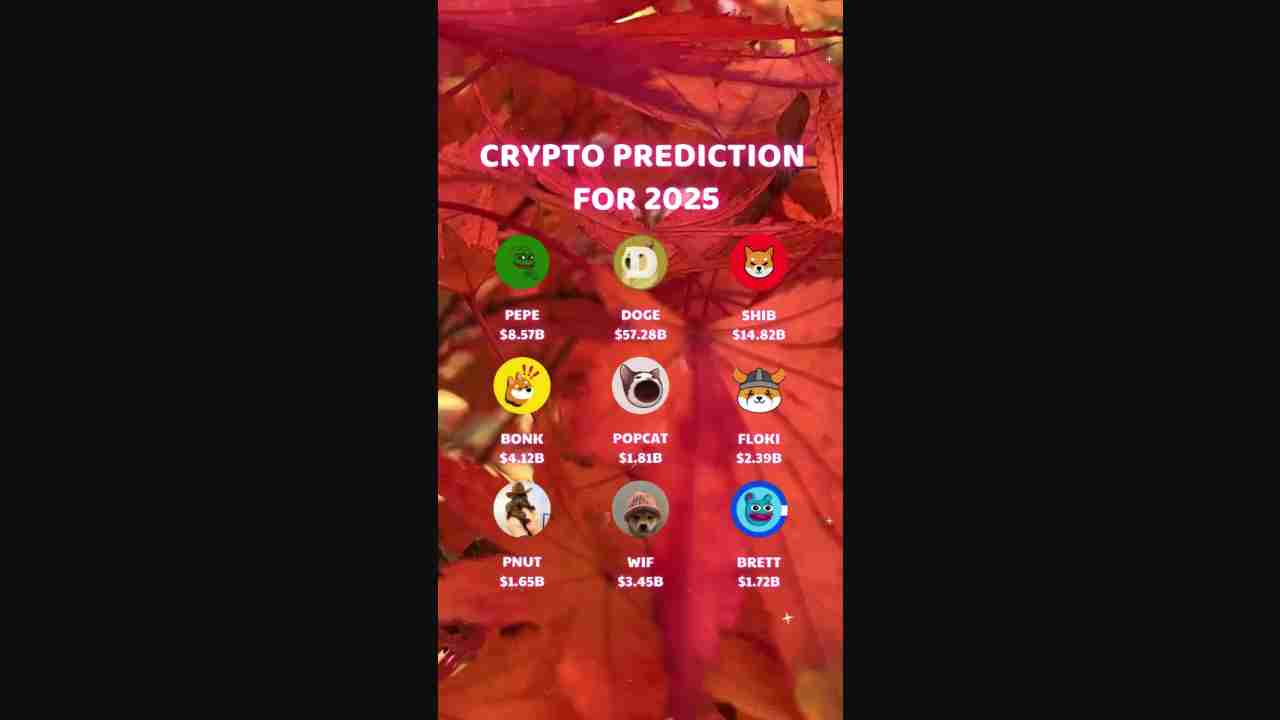 CRYPTO PREDICTION
FOR 2025
PEPE
$8.57B
DOGE
$57.28B
SHIB
$14.82B
BONK
$4.12B
POPCAT
$1.81B
FLOKI
$2.39B
PNUT
$1.65B
WIF
$3.45B
BRETT
$1.72B